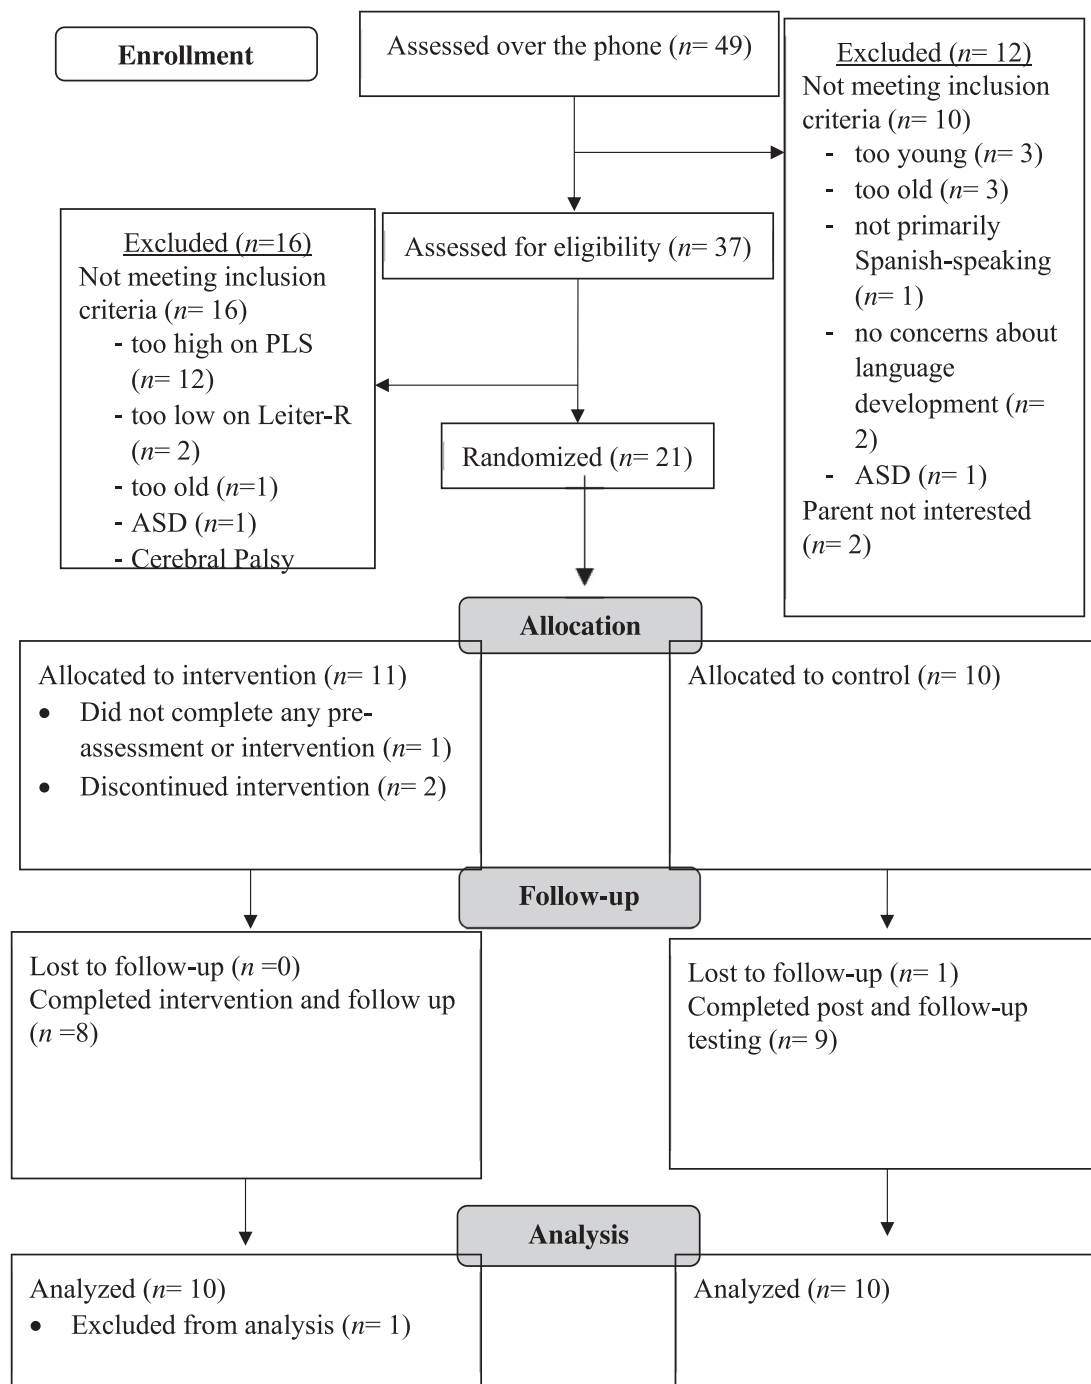 Enrollment
Assessed over the phone (n= 49)
Excluded (n= 12)
Not meeting inclusion
criteria (n= 10)
- too young (n= 3)
- too old (n= 3)
- not primarily
Spanish-speaking
(n= 1)
- no concerns about
language
development (n=
2)
- ASD (n= 1)
Parent not interested
(n= 2)
Assessed for eligibility (n= 37)
Excluded (n=16)
Not meeting inclusion
criteria (n= 16)
- too high on PLS
(n= 12)
- too low on Leiter-R
(n= 2)
- too old (n=1)
- ASD (n=1)
- Cerebral Palsy
Randomized (n= 21)
Allocation
Allocated to intervention (n= 11)
• Did not complete any pre-
assessment or intervention (n= 1)
• Discontinued intervention (n= 2)
Allocated to control (n= 10)
Follow-up
Lost to follow-up (n =0)
Completed intervention and follow up
(n =8)
Lost to follow-up (n= 1)
Completed post and follow-up
testing (n= 9)
Analysis
Analyzed (n= 10)
• Excluded from analysis (n= 1)
Analyzed (n= 10)